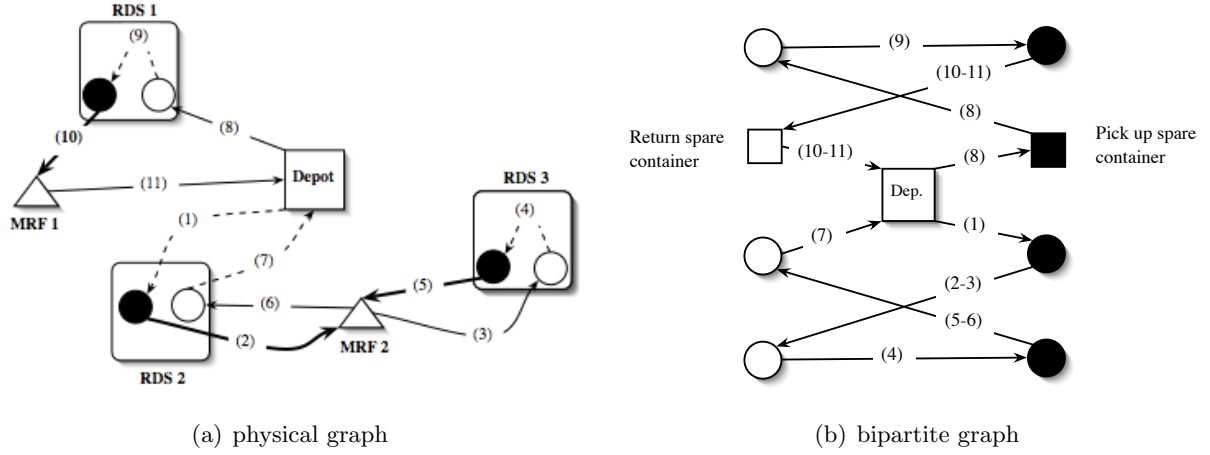 RDS 1
(9)
(10)
(8)
Depot
(11)
MRF 1
RDS 3
(4)
(1)
(7)
(5)
(6)
(3)
(2)
MRF 2
RDS 2
(a) physical graph
(9)
(10-11)
(8)
Return spare
container
(10-11)
(8)
Pick up spare
container
Dep.
(7)
(1)
(2-3)
(5-6)
(4)
(b) bipartite graph